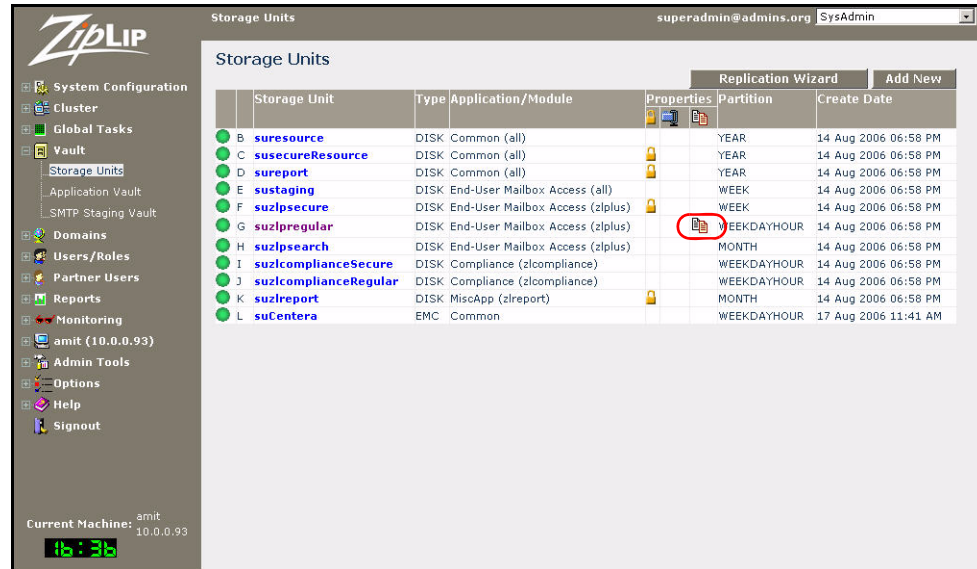 ZIPLIP
Storage Units superadmin@admins.org SysAdmin
Storage Units
Replication Wizard Add New
Storage Unit Type Application/Module Properties Partition Create Date
B suresource DISK Common (all) YEAR 14 Aug 2006 06:58 PM
C susecureResource DISK Common (all) YEAR 14 Aug 2006 06:58 PM
D sureport DISK Common (all) YEAR 14 Aug 2006 06:58 PM
E sustaging DISK End-User Mailbox Access (all) WEEK 14 Aug 2006 06:58 PM
F suzlpsecure DISK End-User Mailbox Access (zlplus) WEEK 14 Aug 2006 06:58 PM
G suzlpregular DISK End-User Mailbox Access (zlplus) WEEKDAYHOUR 14 Aug 2006 06:58 PM
H suzlpsearch DISK End-User Mailbox Access (zlplus) MONTH 14 Aug 2006 06:58 PM
I suzlcomplianceSecure DISK Compliance (zlcompliance) WEEKDAYHOUR 14 Aug 2006 06:58 PM
J suzlcomplianceRegular DISK Compliance (zlcompliance) WEEKDAYHOUR 14 Aug 2006 06:58 PM
K suzlreport DISK MiscApp (zlreport) MONTH 14 Aug 2006 06:58 PM
L suCentera EMC Common WEEKDAYHOUR 17 Aug 2006 11:41 AM
System Configuration
Cluster
Global Tasks
Vault
Storage Units
Application Vault
SMTP Staging Vault
Domains
Users/Roles
Partner Users
Reports
Monitoring
amit (10.0.0.93)
Admin Tools
Options
Help
Signout
Current Machine: amit
10.0.0.93
16:36